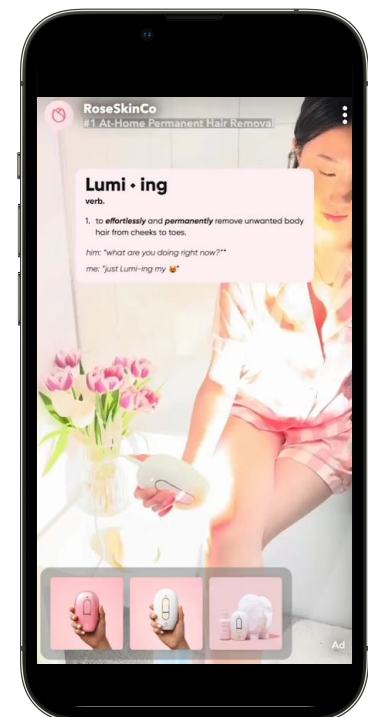 RoseSkinCo
#1 At-Home Permanent Hair Removal
Lumi • ing
verb.
1. to effortlessly and permanently remove unwanted body
hair from cheeks to toes.
him: "what are you doing right now?""
me: "just Lumi-ing my 😼"
Ad